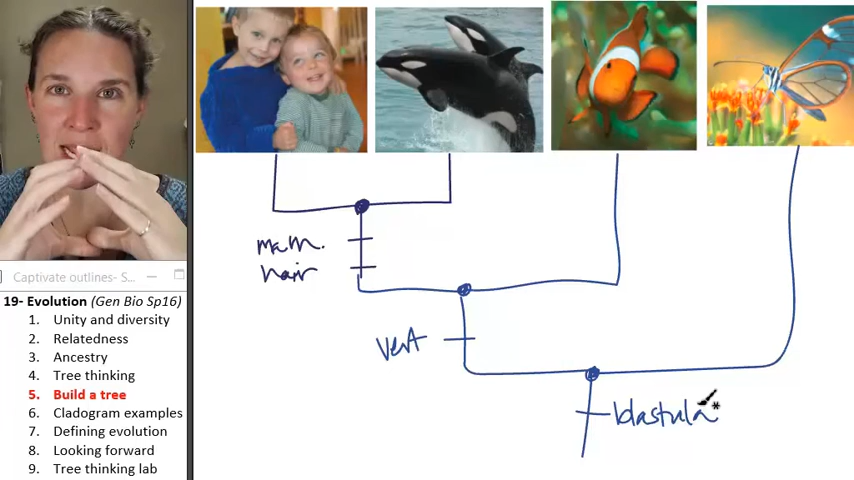 mam.
hair
vert
blastula*
Captivate outlines- S...
19- Evolution (Gen Bio Sp16)
1. Unity and diversity
2. Relatedness
3. Ancestry
4. Tree thinking
5. Build a tree
6. Cladogram examples
7. Defining evolution
8. Looking forward
9. Tree thinking lab